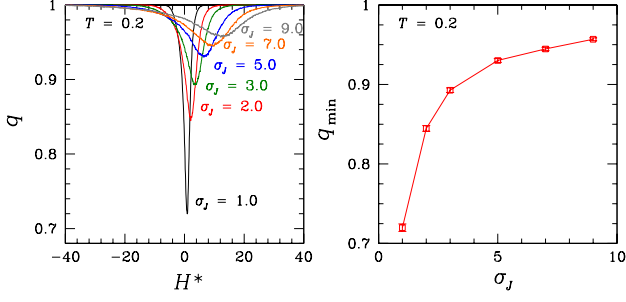 T = 0.2
σJ = 9.0
σJ = 7.0
σJ = 5.0
σJ = 3.0
σJ = 2.0
σJ = 1.0
1
0.9
0.8
0.7
q
−40
−20
0
20
40
H*
T = 0.2
1
0.9
0.8
0.7
qmin
0
5
10
σJ